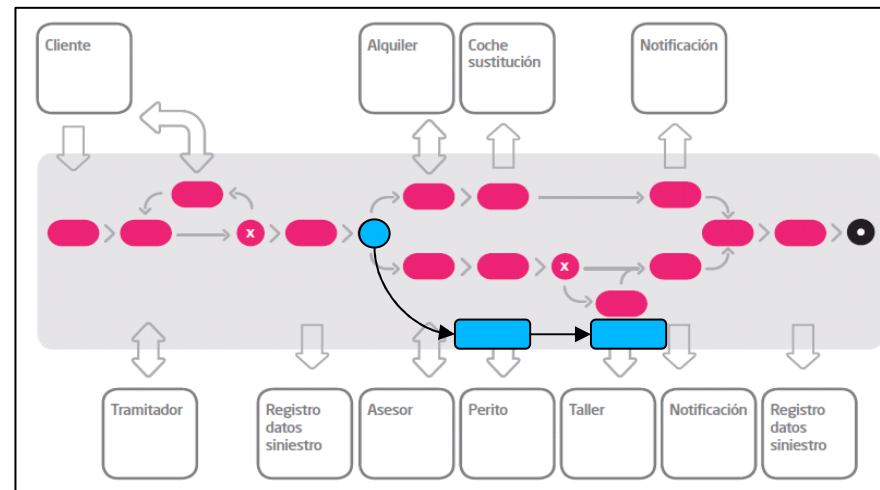 Cliente
Alquiler
Coche
sustitución
Notificación
x
x
Tramitador
Registro
datos
siniestro
Asesor
Perito
Taller
Notificación
Registro
datos
siniestro